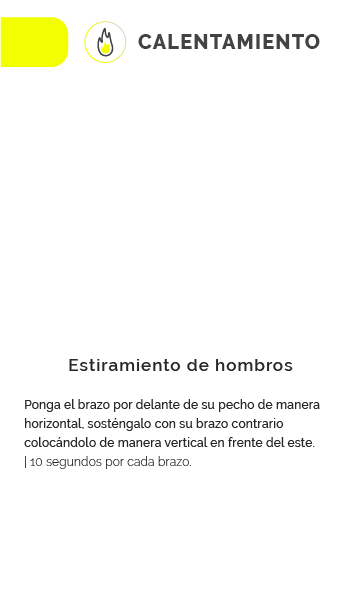 CALENTAMIENTO
Estiramiento de hombros
Ponga el brazo por delante de su pecho de manera
horizontal, sosténgalo con su brazo contrario
colocándolo de manera vertical en frente del este.
| 10 segundos por cada brazo.